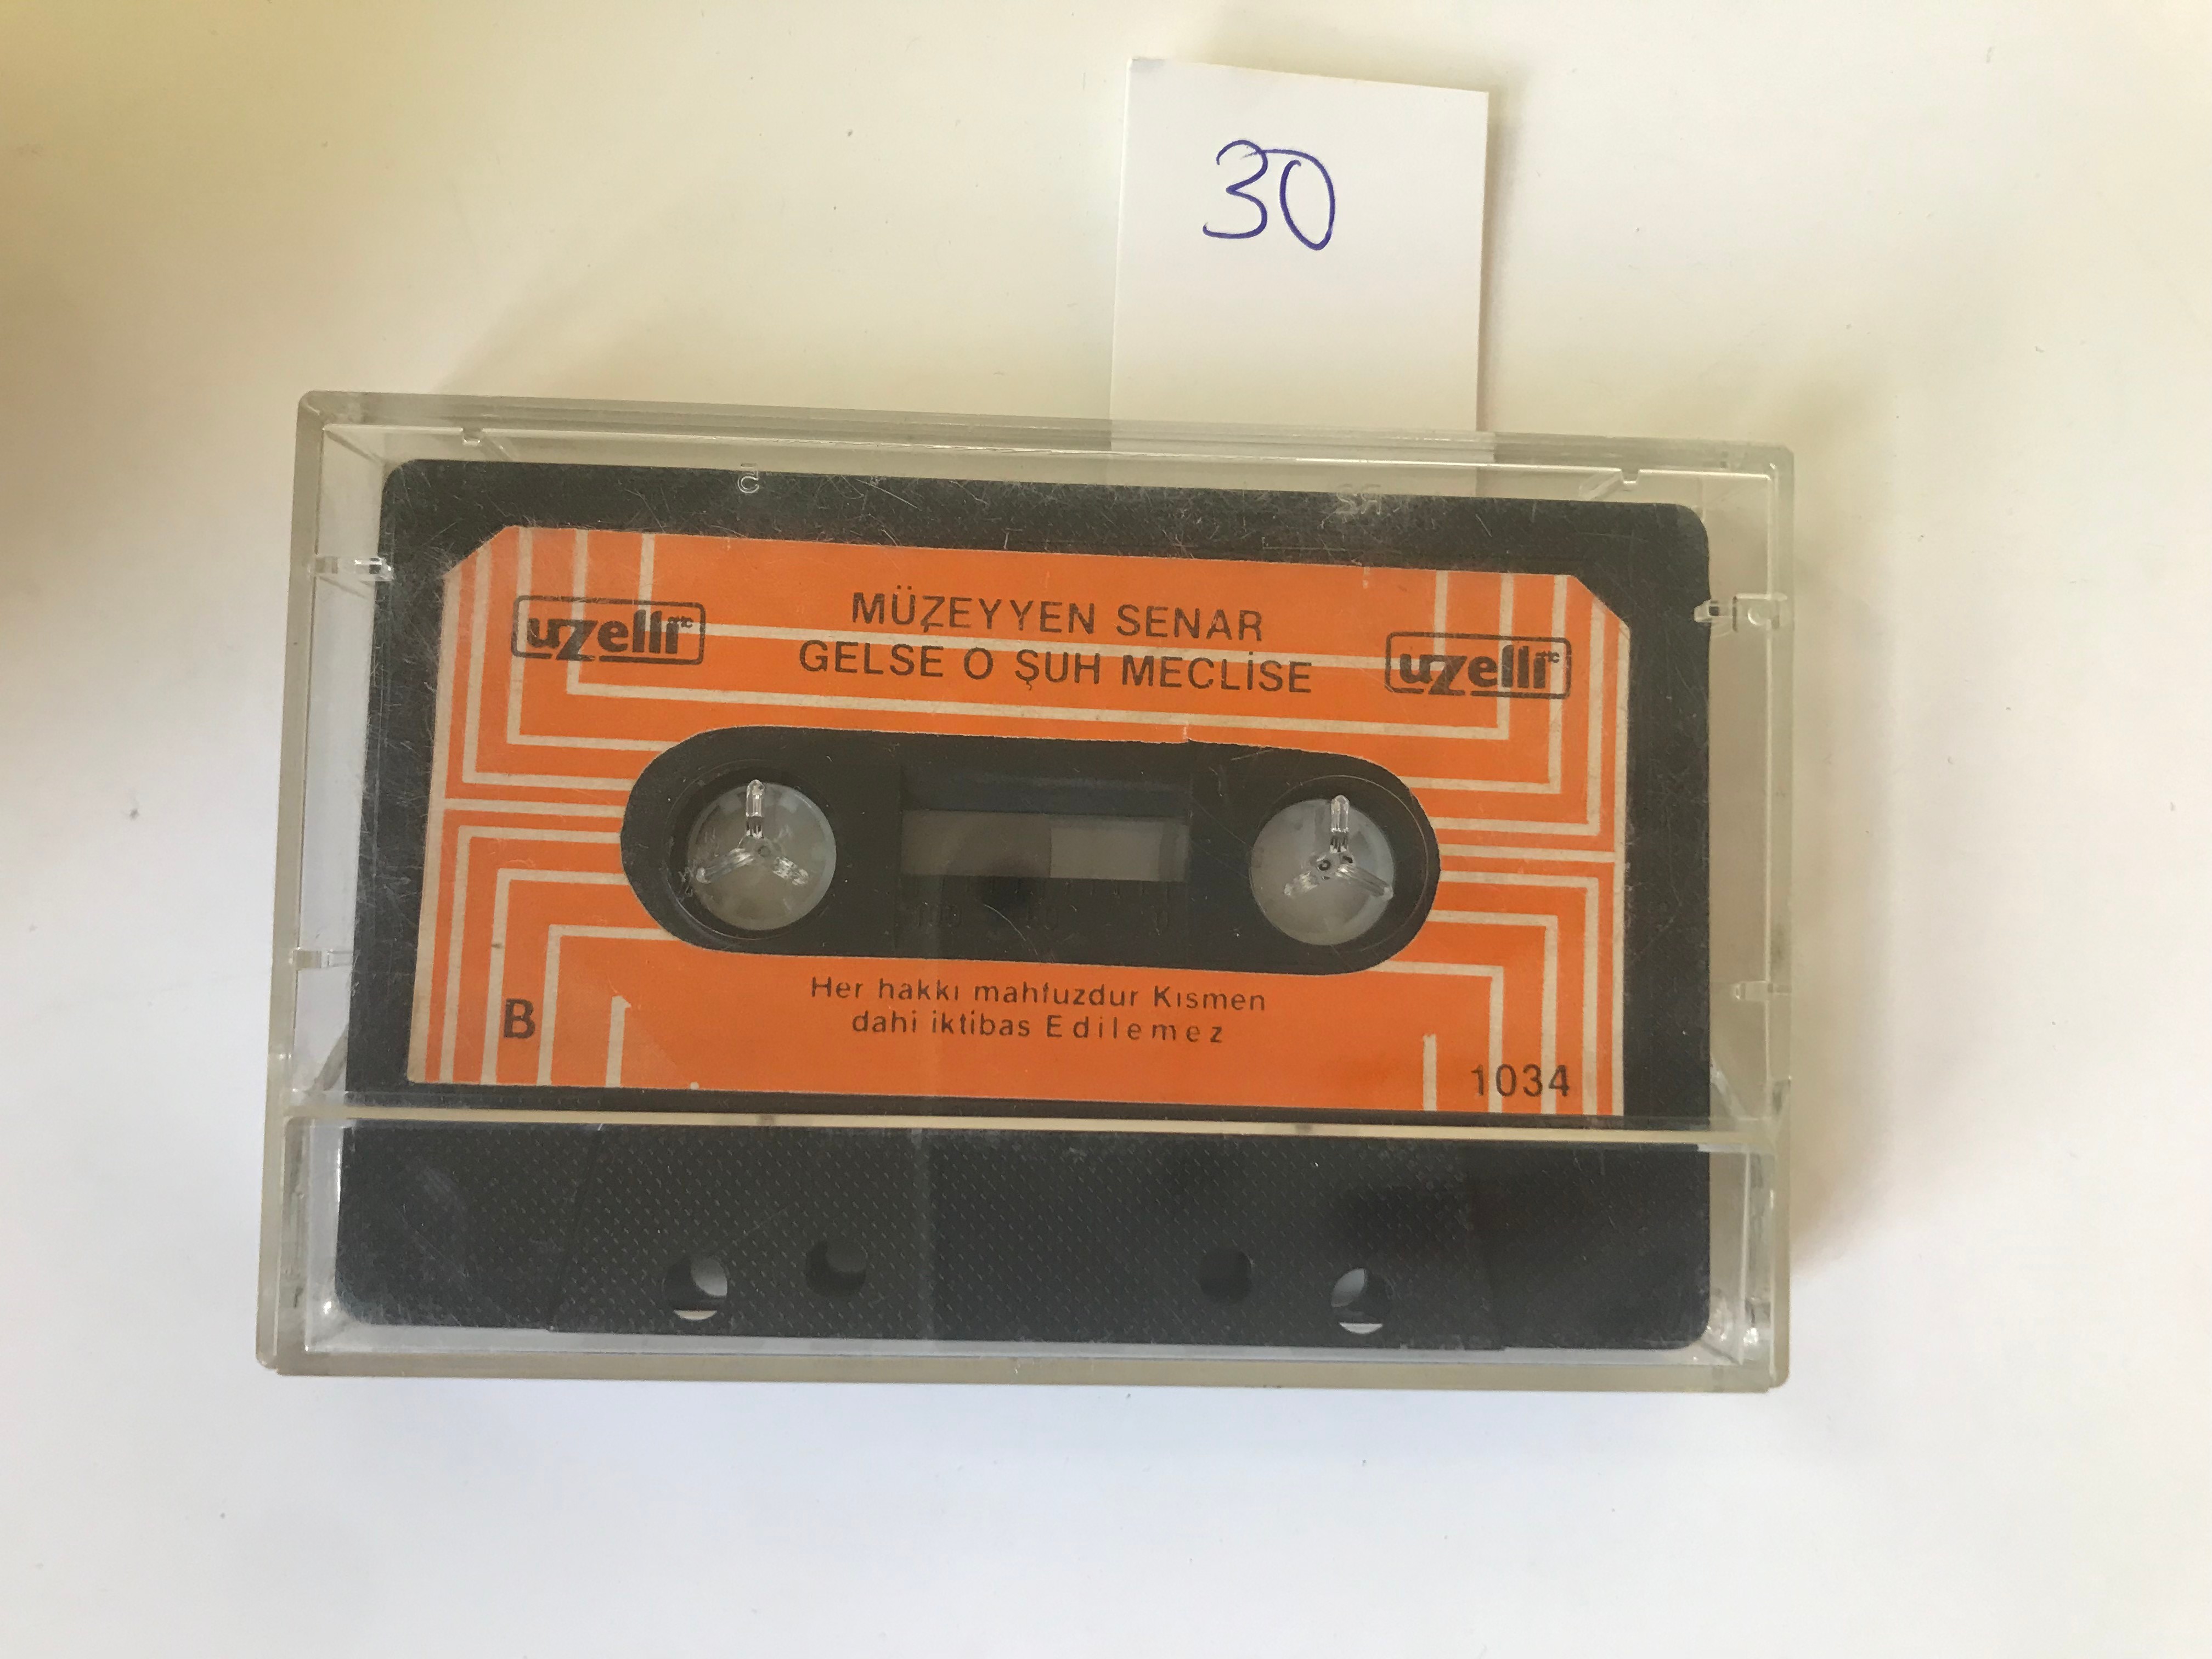 30
uzelli
MÜZEYYEN SENAR
GELSE O ŞUH MECLİSE
uzelli
Her hakkı mahfuzdur Kısmen
dahi iktibas Edilemez
B
1034